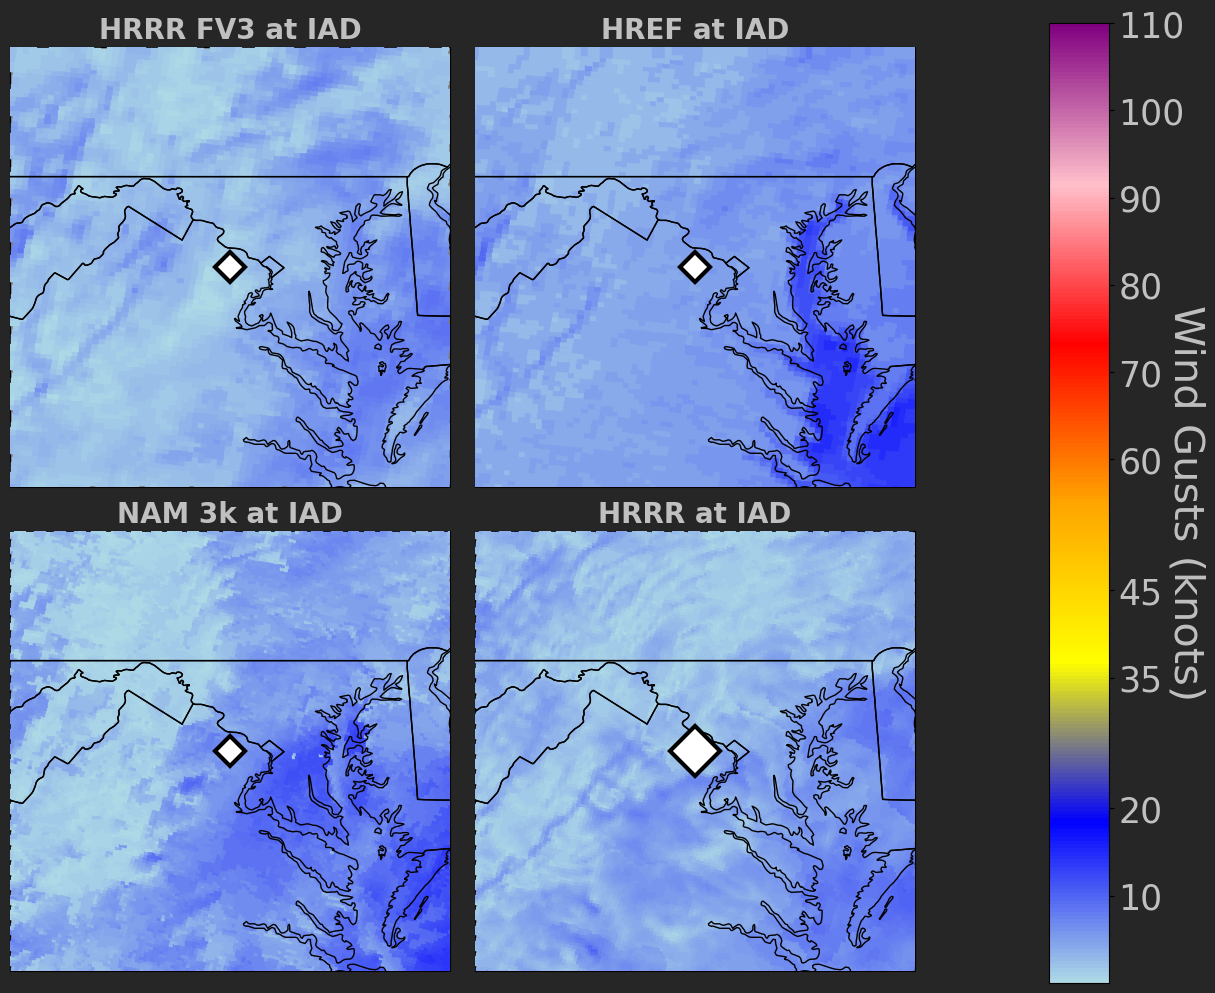 HRRR FV3 at IAD
HREF at IAD
NAM 3k at IAD
HRRR at IAD
110
100
90
80
70
60
45
35
20
10
Wind Gusts (knots)